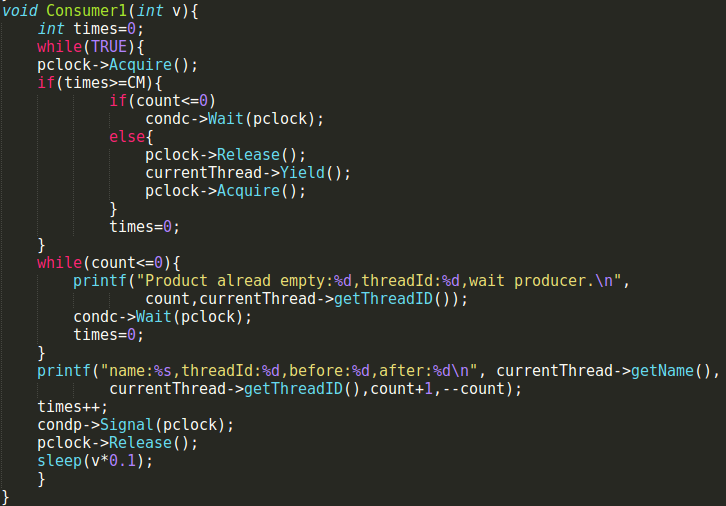 void Consumer1(int v){
    int times=0;
    while(TRUE){
    pclock->Acquire();
    if(times>=CM){
            if(count<=0)
                condc->Wait(pclock);
            else{
                pclock->Release();
                currentThread->Yield();
                pclock->Acquire();
            }
            times=0;
    }
    while(count<=0){
        printf("Product alread empty:%d,threadId:%d,wait producer.\n",
                count,currentThread->getThreadID());
        condc->Wait(pclock);
        times=0;
    }
    printf("name:%s,threadId:%d,before:%d,after:%d\n", currentThread->getName(),
            currentThread->getThreadID(),count+1,--count);
    times++;
    condp->Signal(pclock);
    pclock->Release();
    sleep(v*0.1);
    }
}